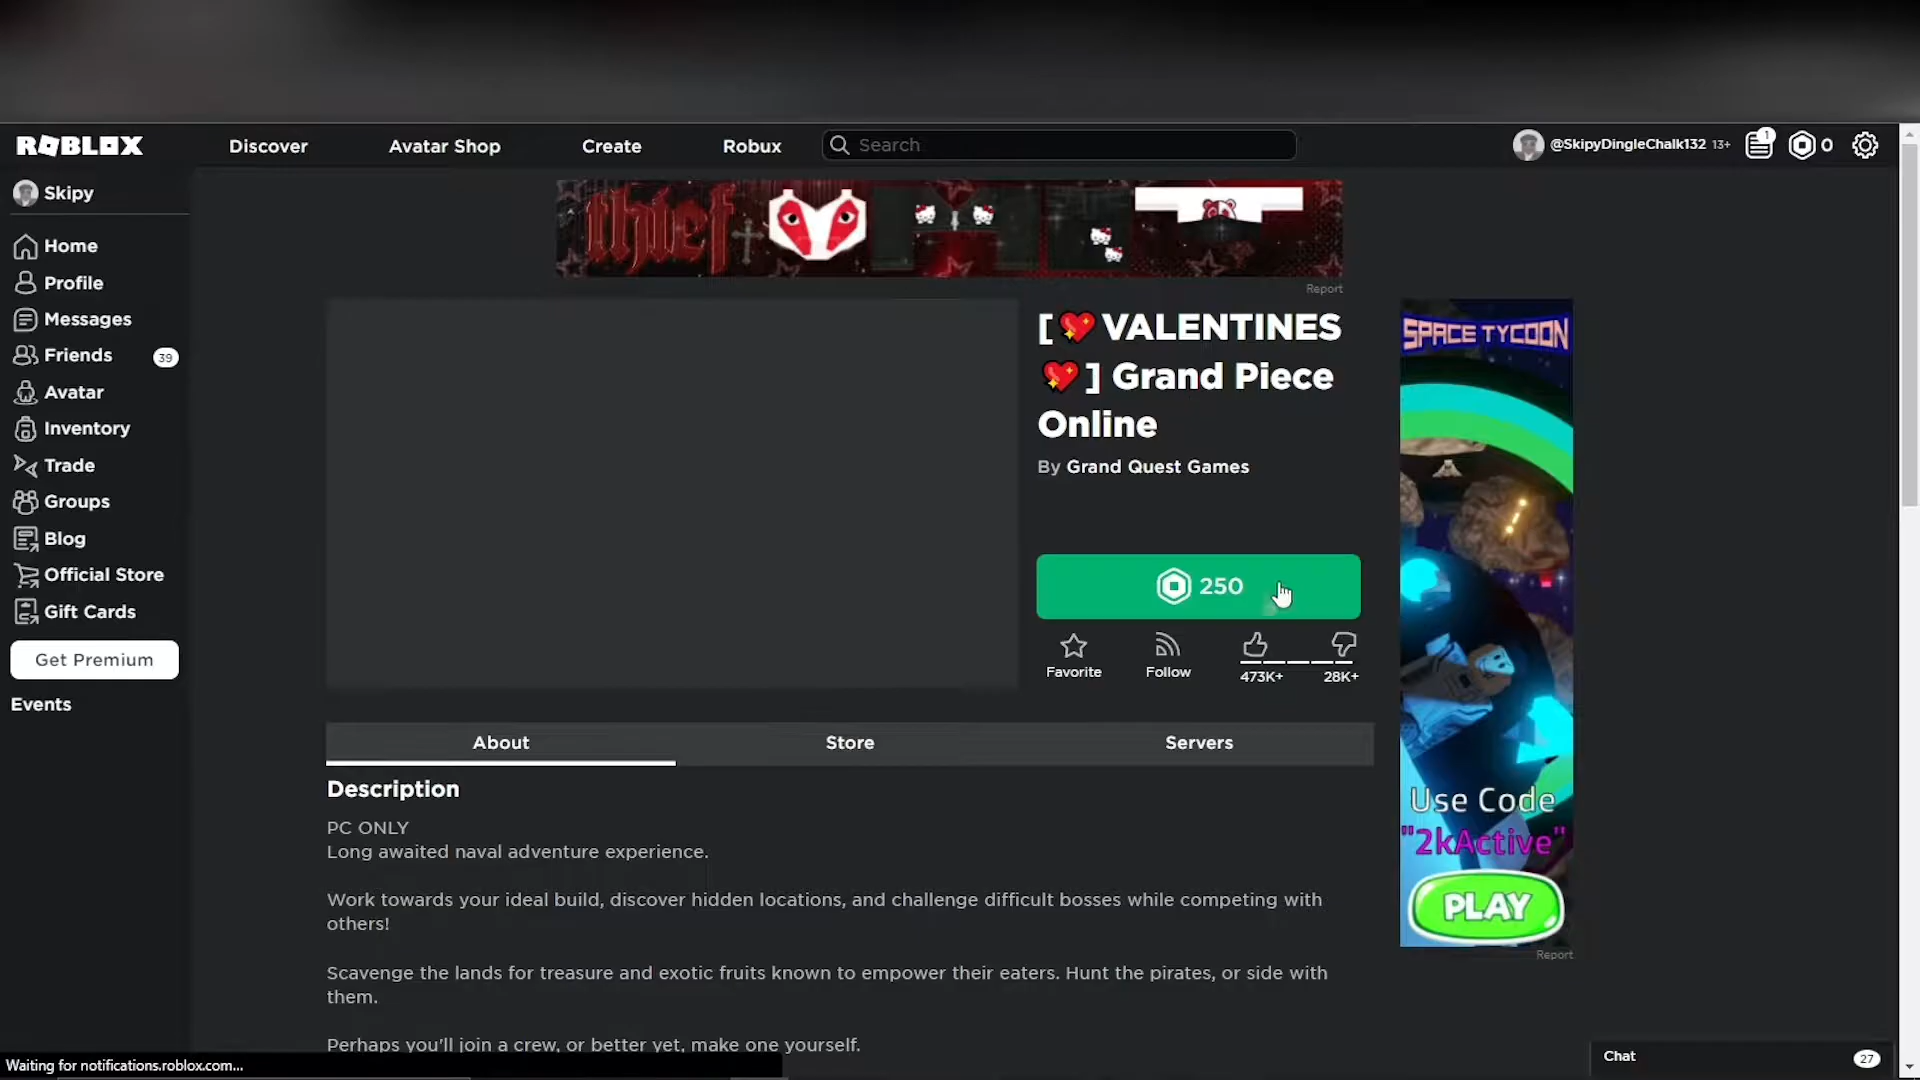 ROBLOX
Discover
Avatar Shop
Create
Robux
Search
@SkipyDingleChalk132 13+
1
0
Skipy
Home
Profile
Messages
Friends
39
Avatar
Inventory
Trade
Groups
Blog
Official Store
Gift Cards
Get Premium
Events
thief
Report
[💖VALENTINES
💖] Grand Piece
Online
By Grand Quest Games
250
Favorite
Follow
473K+
28K+
About
Store
Servers
Description
PC ONLY
Long awaited naval adventure experience.
Work towards your ideal build, discover hidden locations, and challenge difficult bosses while competing with
others!
Scavenge the lands for treasure and exotic fruits known to empower their eaters. Hunt the pirates, or side with
them.
Perhaps you'll join a crew, or better yet, make one yourself.
SPACE TYCOON
Use Code
"2kActive"
PLAY
Report
Chat
27
Waiting for notifications.roblox.com...